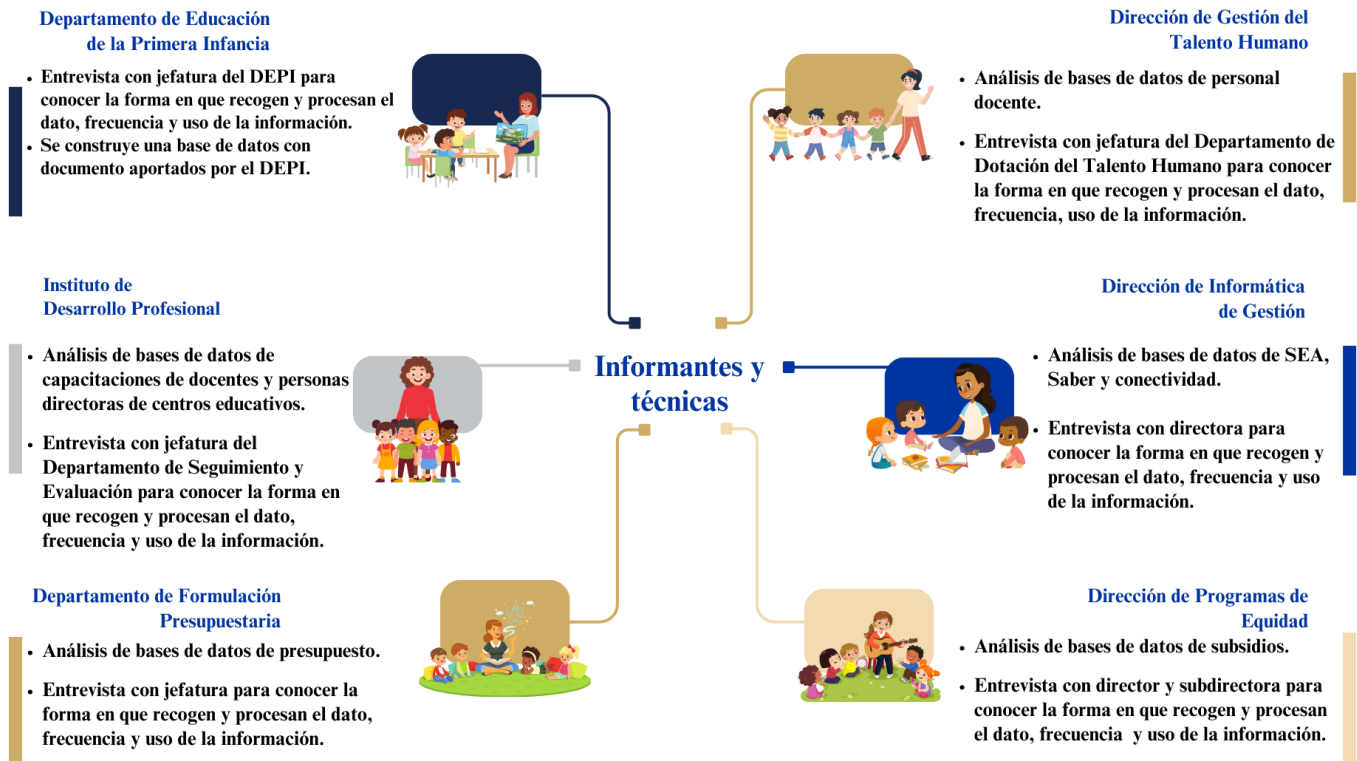 Departamento de Educación
de la Primera Infancia
• Entrevista con jefatura del DEPI para
conocer la forma en que recogen y procesan el
dato, frecuencia y uso de la información.
• Se construye una base de datos con
documento aportados por el DEPI.
Dirección de Gestión del
Talento Humano
• Análisis de bases de datos de personal
docente.
• Entrevista con jefatura del Departamento de
Dotación del Talento Humano para conocer
la forma en que recogen y procesan el dato,
frecuencia, uso de la información.
Instituto de
Desarrollo Profesional
• Análisis de bases de datos de
capacitaciones de docentes y personas
directoras de centros educativos.
• Entrevista con jefatura del
Departamento de Seguimiento y
Evaluación para conocer la forma en
que recogen y procesan el dato,
frecuencia y uso de la información.
Informantes y
técnicas
Dirección de Informática
de Gestión
• Análisis de bases de datos de SEA,
Saber y conectividad.
• Entrevista con directora para
conocer la forma en que recogen y
procesan el dato, frecuencia y uso
de la información.
Departamento de Formulación
Presupuestaria
• Análisis de bases de datos de presupuesto.
• Entrevista con jefatura para conocer la
forma en que recogen y procesan el dato,
frecuencia y uso de la información.
Dirección de Programas de
Equidad
• Análisis de bases de datos de subsidios.
• Entrevista con director y subdirectora para
conocer la forma en que recogen y procesan
el dato, frecuencia y uso de la información.